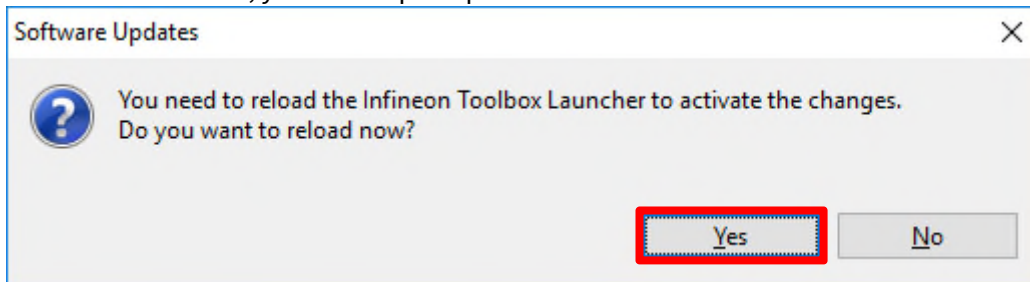 Software Updates
You need to reload the Infineon Toolbox Launcher to activate the changes.
Do you want to reload now?
Yes No